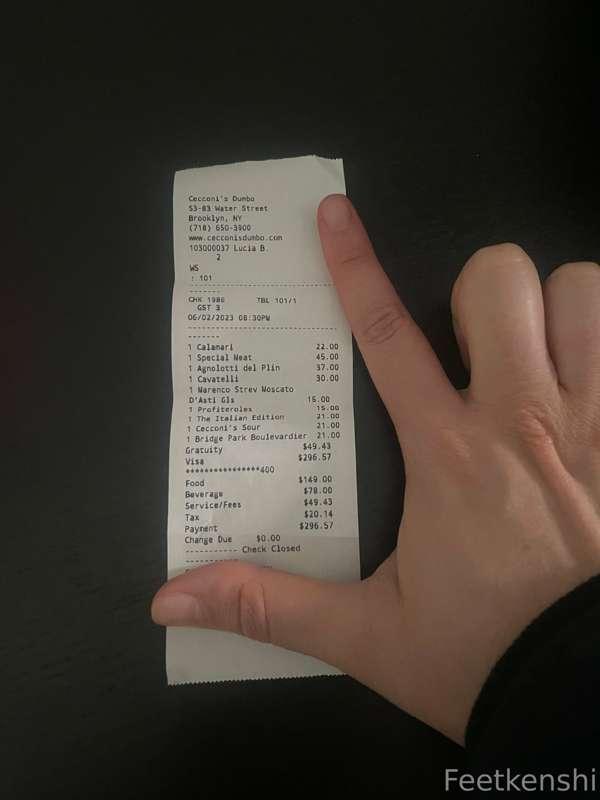 Cecconi's Dumbo
53-83 Water Street
Brooklyn, NY
(718) 650-3900
www.cecconisdumbo.com
103000037 Lucia B.
2
WS
: 101
-------
CHK 1986 TBL 101/1
GST 3
06/02/2023 08:30PM
-------
1 Calamari 22.00
1 Special Meat 45.00
1 Agnolotti del Plin 37.00
1 Cavatelli 30.00
1 Marenco Strev Moscato
D'Asti Gls 15.00
1 Profiteroles 15.00
1 The Italian Edition 21.00
1 Cecconi's Sour 21.00
1 Bridge Park Boulevardier 21.00
Gratuity $49.43
Visa $296.57
****************400
Food $149.00
Beverage $78.00
Service/Fees $49.43
Tax $20.14
Payment $296.57
Change Due $0.00
----------- Check Closed
-----------
Feetkenshi